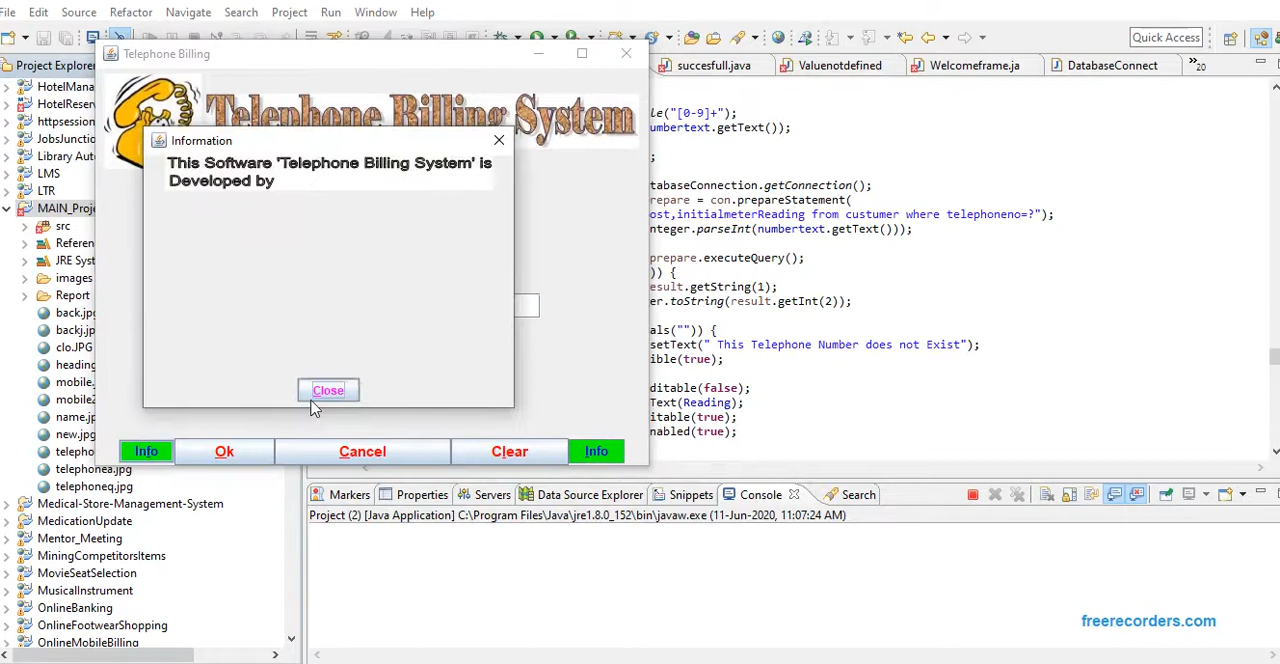 File Edit Source Refactor Navigate Search Project Run Window Help
Quick Access
Telephone Billing
Project Explorer
succesfull.java Valuenotdefined Welcomeframe.ja DatabaseConnect 20
Telephone Billing System
Information
This Software 'Telephone Billing System' is
Developed by
Close
Info Ok Cancel Clear Info
HotelMana
HotelReser
httpsession
JobsJunctio
Library Auto
LMS
LTR
MAIN_Proj
src
Referen
JRE Syst
images
Report
back.jpg
backj.jp
clo.JPG
heading
mobile.
mobile2
name.jp
new.jpg
telepho
telephonea.jpg
telephoneq.jpg
Medical-Store-Management-System
MedicationUpdate
Mentor_Meeting
MiningCompetitorsItems
MovieSeatSelection
MusicalInstrument
OnlineBanking
OnlineFootwearShopping
OnlineMobileBilling
le("[0-9]+");
numbertext.getText());
;
tabaseConnection.getConnection();
repare = con.prepareStatement(
ost,initialmeterReading from custumer where telephoneno=?");
nteger.parseInt(numbertext.getText()));
repare.executeQuery();
)) {
esult.getString(1);
er.toString(result.getInt(2));
als("")) {
setText(" This Telephone Number does not Exist");
ible(true);
ditable(false);
Text(Reading);
itable(true);
nabled(true);
Markers Properties Servers Data Source Explorer Snippets Console Search
Project (2) [Java Application] C:\Program Files\Java\jre1.8.0_152\bin\javaw.exe (11-Jun-2020, 11:07:24 AM)
freerecorders.com